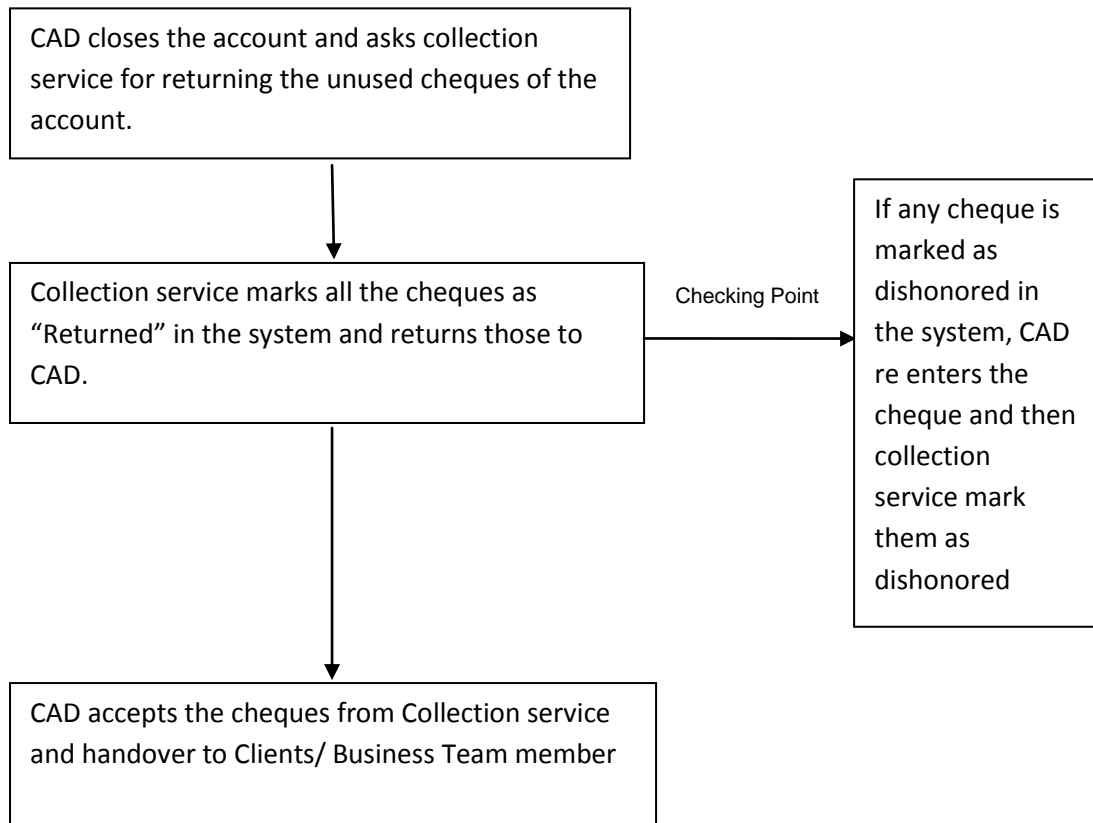 CAD closes the account and asks collection
service for returning the unused cheques of the
account.
Collection service marks all the cheques as
“Returned” in the system and returns those to
CAD.
Checking Point
If any cheque is
marked as
dishonored in
the system, CAD
re enters the
cheque and then
collection
service mark
them as
dishonored
CAD accepts the cheques from Collection service
and handover to Clients/ Business Team member